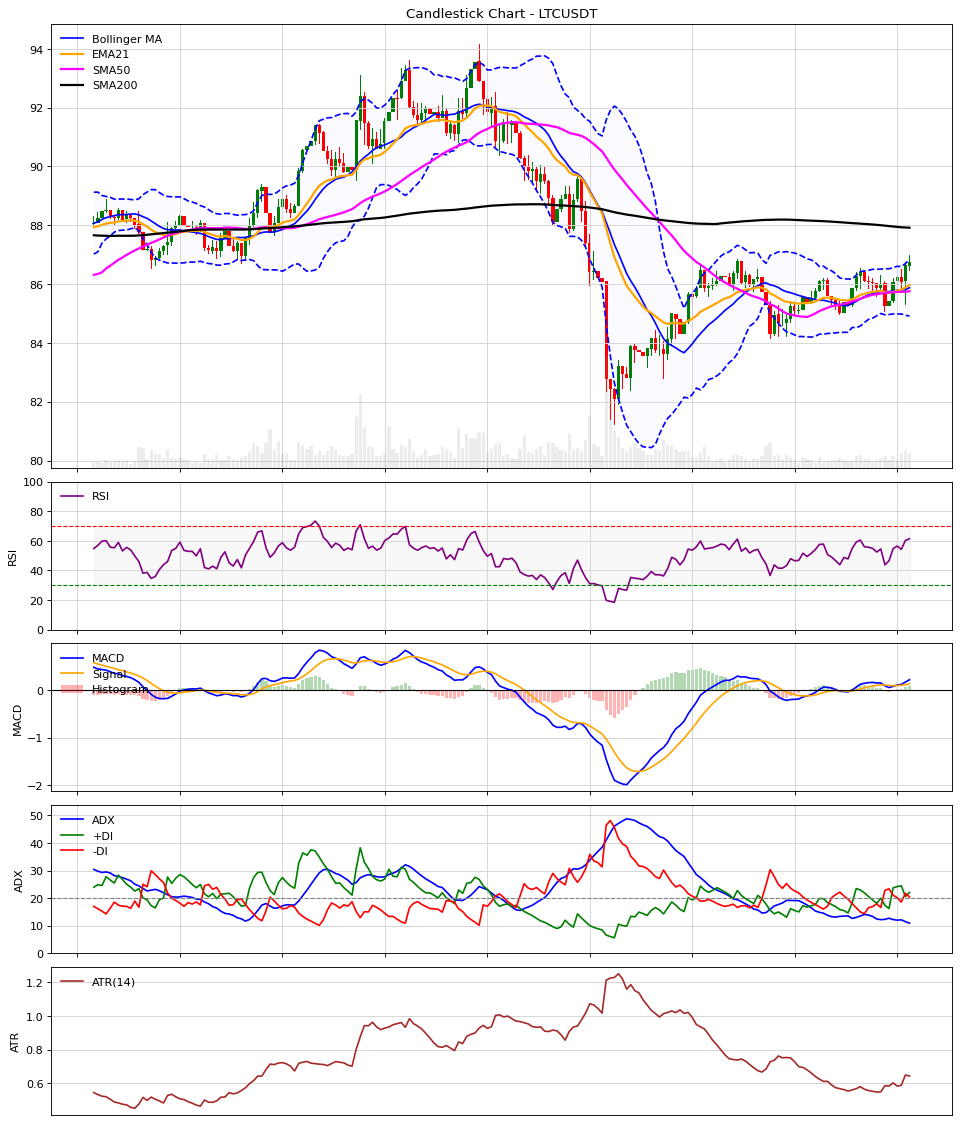 Candlestick Chart - LTCUSDT
Bollinger MA
EMA21
SMA50
SMA200
94
92
90
88
86
84
82
80
RSI
RSI
100
80
60
40
20
0
MACD
Signal
Histogram
MACD
0
−1
−2
ADX
+DI
-DI
ADX
50
40
30
20
10
0
ATR(14)
ATR
1.2
1.0
0.8
0.6